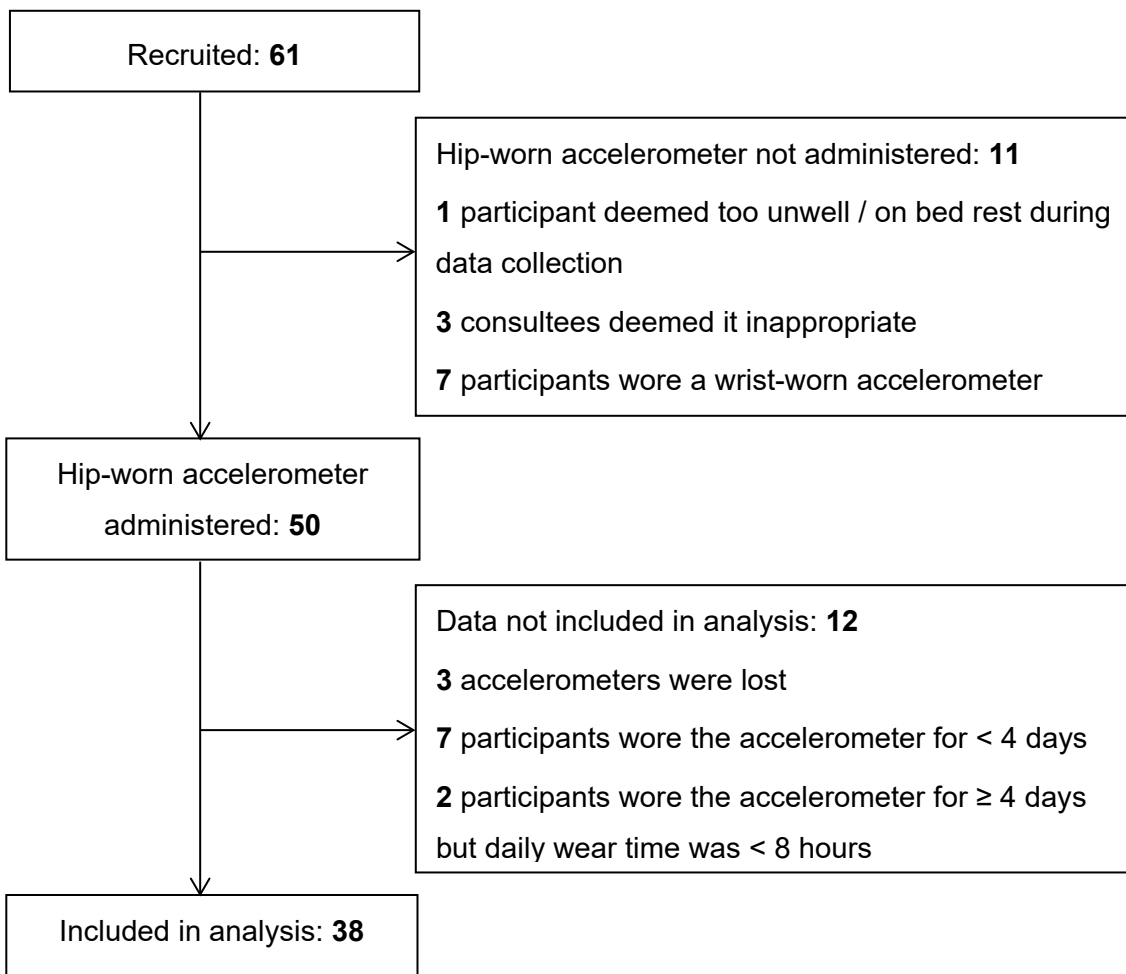 Recruited: 61
Hip-worn accelerometer not administered: 11
1 participant deemed too unwell / on bed rest during
data collection
3 consultees deemed it inappropriate
7 participants wore a wrist-worn accelerometer
Hip-worn accelerometer
administered: 50
Data not included in analysis: 12
3 accelerometers were lost
7 participants wore the accelerometer for < 4 days
2 participants wore the accelerometer for ≥ 4 days
but daily wear time was < 8 hours
Included in analysis: 38